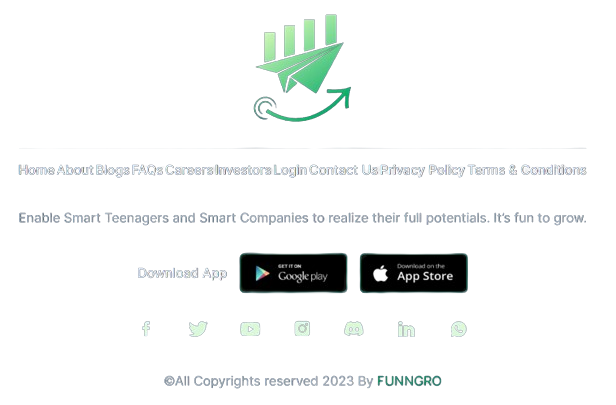 Home About Blogs FAQs Careers Investors Login Contact Us Privacy Policy Terms & Conditions
Enable Smart Teenagers and Smart Companies to realize their full potentials. It's fun to grow.
Download App
GET IT ON
Google play
Download on the
App Store
©All Copyrights reserved 2023 By FUNNGRO